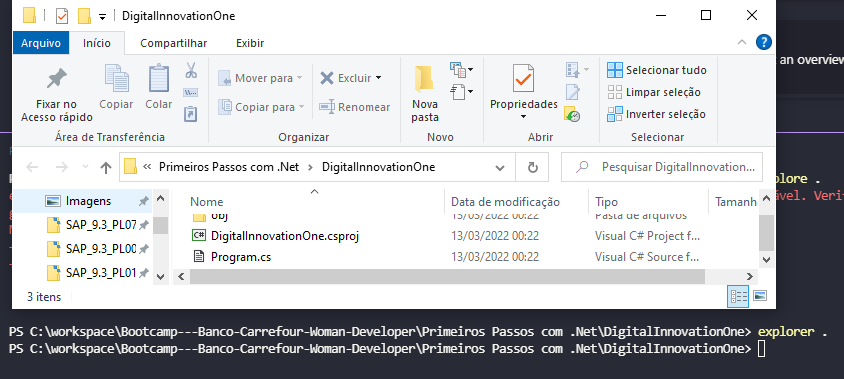 DigitalInnovationOne
Arquivo Início Compartilhar Exibir
Fixar no Acesso rápido
Copiar
Colar
Mover para
Copiar para
Excluir
Renomear
Nova pasta
Propriedades
Selecionar tudo
Limpar seleção
Inverter seleção
Área de Transferência Organizar Novo Abrir Selecionar
an overview
« Primeiros Passos com .Net › DigitalInnovationOne
Pesquisar DigitalInnovation...
plore .
ável. Veri
Imagens
SAP_9.3_PL07
SAP_9.3_PL00
SAP_9.3_PL01
Nome Data de modificação Tipo Tamanh
obj 13/03/2022 00:22 Pasta de arquivos
DigitalInnovationOne.csproj 13/03/2022 00:22 Visual C# Project f...
Program.cs 13/03/2022 00:22 Visual C# Source f...
3 itens
PS C:\workspace\Bootcamp---Banco-Carrefour-Woman-Developer\Primeiros Passos com .Net\DigitalInnovationOne> explorer .
PS C:\workspace\Bootcamp---Banco-Carrefour-Woman-Developer\Primeiros Passos com .Net\DigitalInnovationOne>